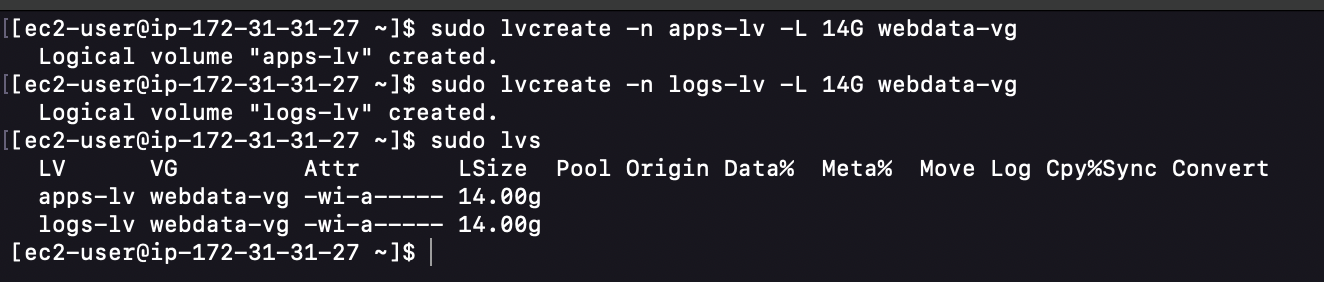 [[ec2-user@ip-172-31-31-27 ~]$ sudo lvcreate -n apps-lv -L 14G webdata-vg
  Logical volume "apps-lv" created.
[[ec2-user@ip-172-31-31-27 ~]$ sudo lvcreate -n logs-lv -L 14G webdata-vg
  Logical volume "logs-lv" created.
[[ec2-user@ip-172-31-31-27 ~]$ sudo lvs
  LV      VG         Attr       LSize  Pool Origin Data%  Meta%  Move Log Cpy%Sync Convert
  apps-lv webdata-vg -wi-a----- 14.00g
  logs-lv webdata-vg -wi-a----- 14.00g
[ec2-user@ip-172-31-31-27 ~]$